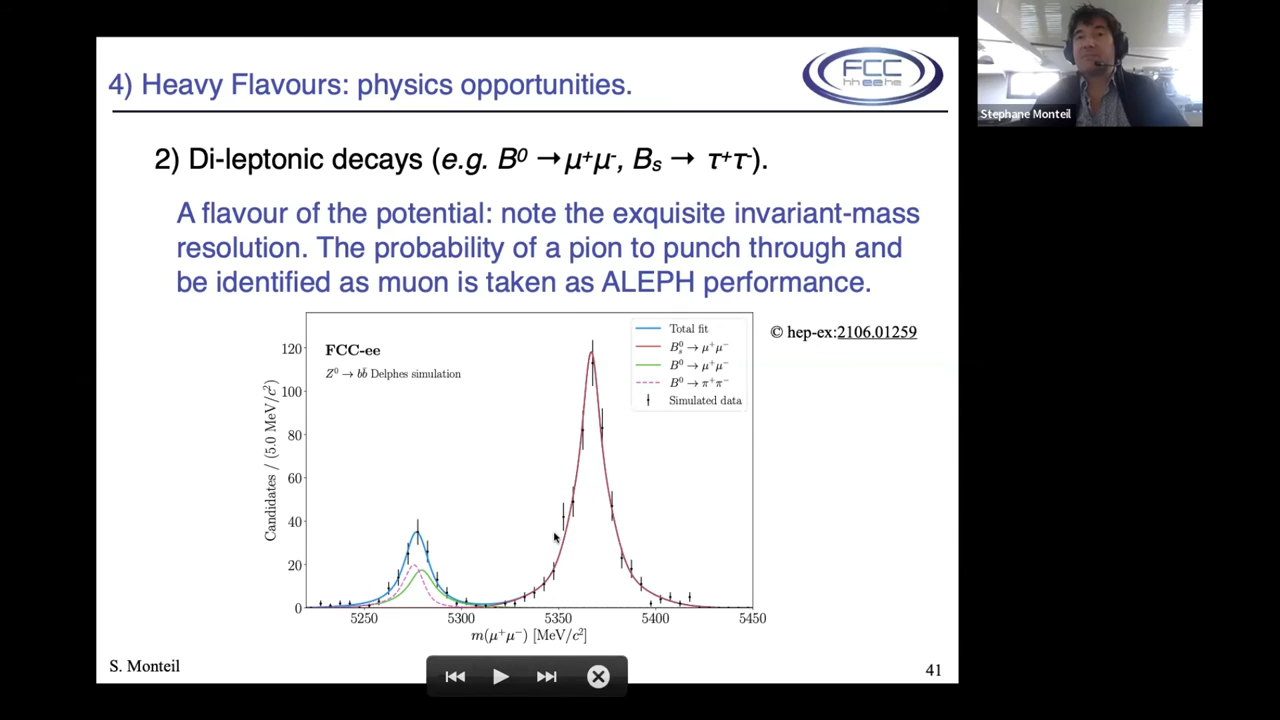 4) Heavy Flavours: physics opportunities.
FCC
hh ee he
Stephane Monteil
2) Di-leptonic decays (e.g. B⁰ → μ⁺μ⁻, Bₛ → τ⁺τ⁻).
A flavour of the potential: note the exquisite invariant-mass
resolution. The probability of a pion to punch through and
be identified as muon is taken as ALEPH performance.
© hep-ex:2106.01259
FCC-ee
Z⁰ → bb̄ Delphes simulation
Total fit
Bₛ⁰ → μ⁺μ⁻
B⁰ → μ⁺μ⁻
B⁰ → π⁺π⁻
Simulated data
Candidates / (5.0 MeV/c²)
120
100
80
60
40
20
0
5250 5300 5350 5400 5450
m(μ⁺μ⁻) [MeV/c²]
S. Monteil
41